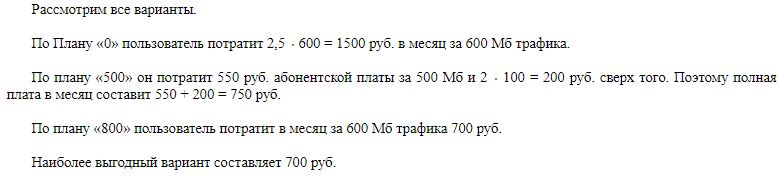 Рассмотрим все варианты.
По Плану «0» пользователь потратит 2,5 · 600 = 1500 руб. в месяц за 600 Мб трафика.
По плану «500» он потратит 550 руб. абонентской платы за 500 Мб и 2 · 100 = 200 руб. сверх того. Поэтому полная
плата в месяц составит 550 + 200 = 750 руб.
По плану «800» пользователь потратит в месяц за 600 Мб трафика 700 руб.
Наиболее выгодный вариант составляет 700 руб.